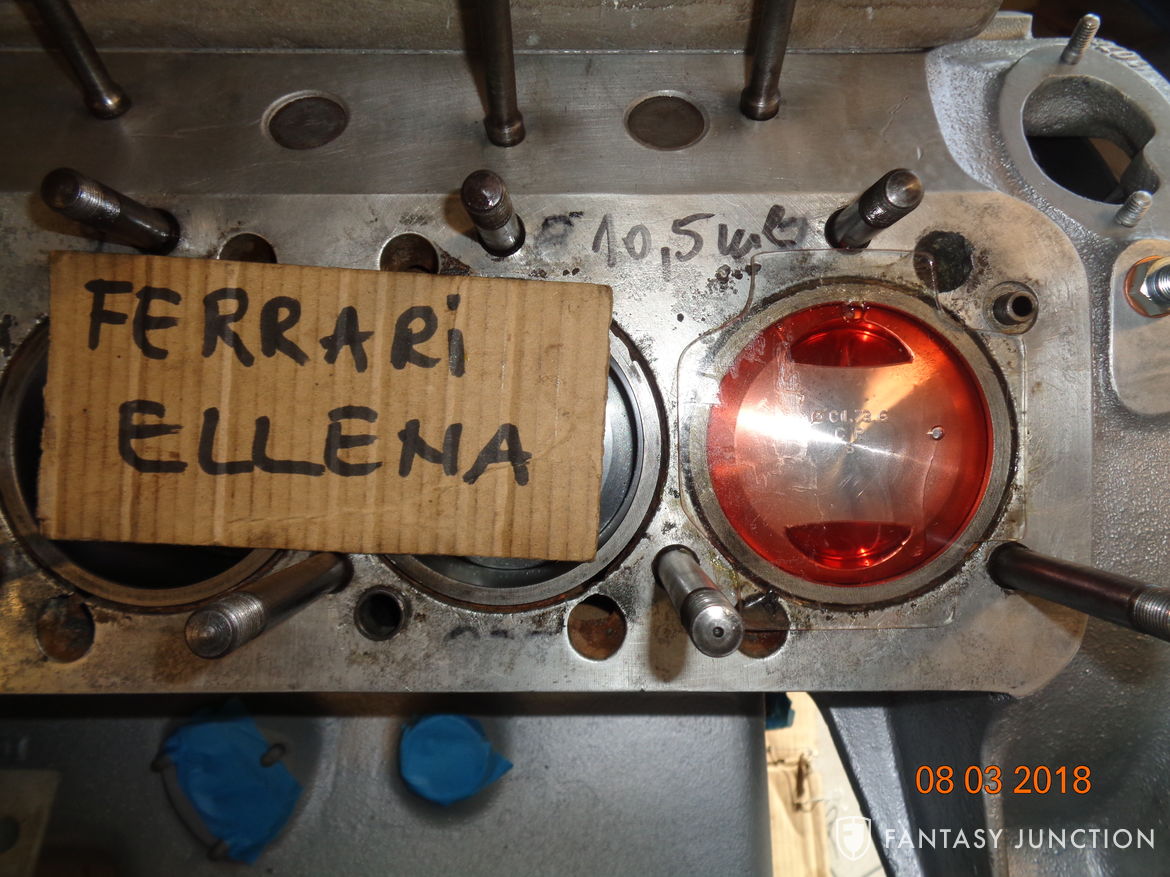 10,5
FERRARi
ELLENA
08 03 2018
FANTASY JUNCTION